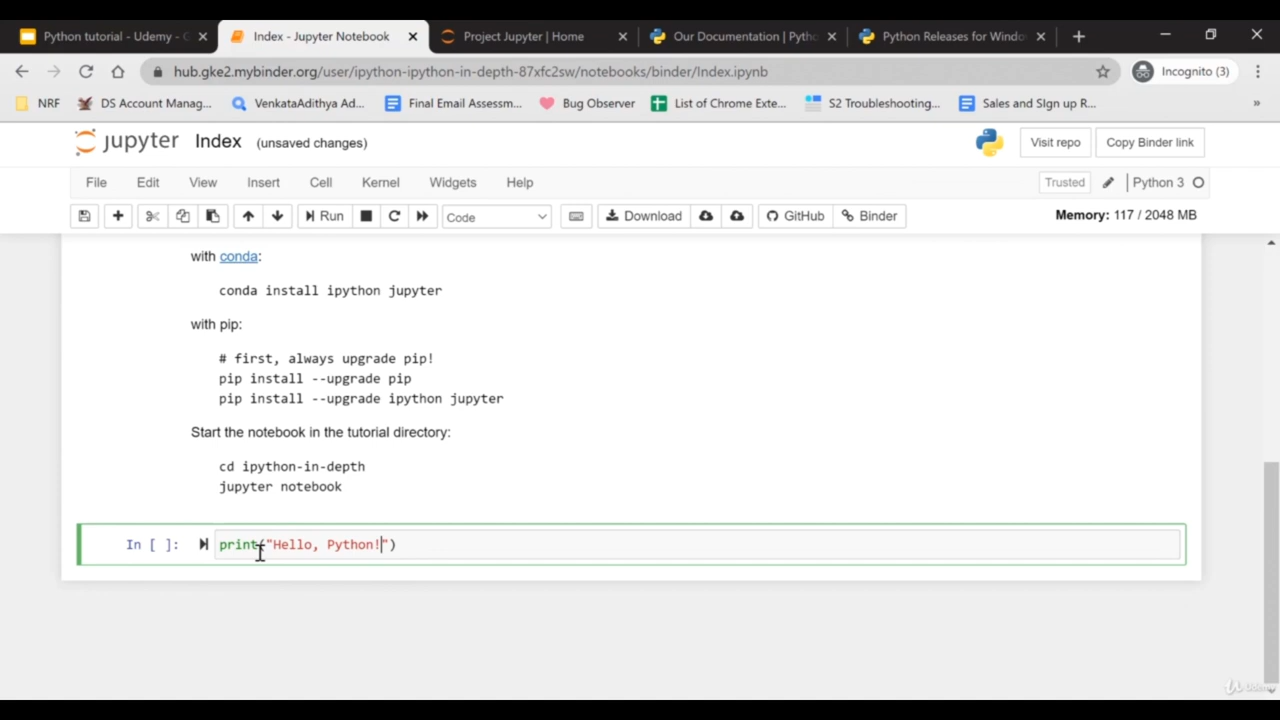 Python tutorial - Udemy - G
Index - Jupyter Notebook
Project Jupyter | Home
Our Documentation | Pytho
Python Releases for Windo
hub.gke2.mybinder.org/user/ipython-ipython-in-depth-87xfc2sw/notebooks/binder/Index.ipynb
Incognito (3)
NRF
DS Account Manag...
VenkataAdithya Ad...
Final Email Assessm...
Bug Observer
List of Chrome Exte...
S2 Troubleshooting...
Sales and SIgn up R...
»
jupyter Index (unsaved changes)
Visit repo
Copy Binder link
File Edit View Insert Cell Kernel Widgets Help
Trusted
Python 3
Run
Code
Download
GitHub
Binder
Memory: 117 / 2048 MB
with conda:
conda install ipython jupyter
with pip:
# first, always upgrade pip!
pip install --upgrade pip
pip install --upgrade ipython jupyter
Start the notebook in the tutorial directory:
cd ipython-in-depth
jupyter notebook
In [ ]: print("Hello, Python!")
Udemy